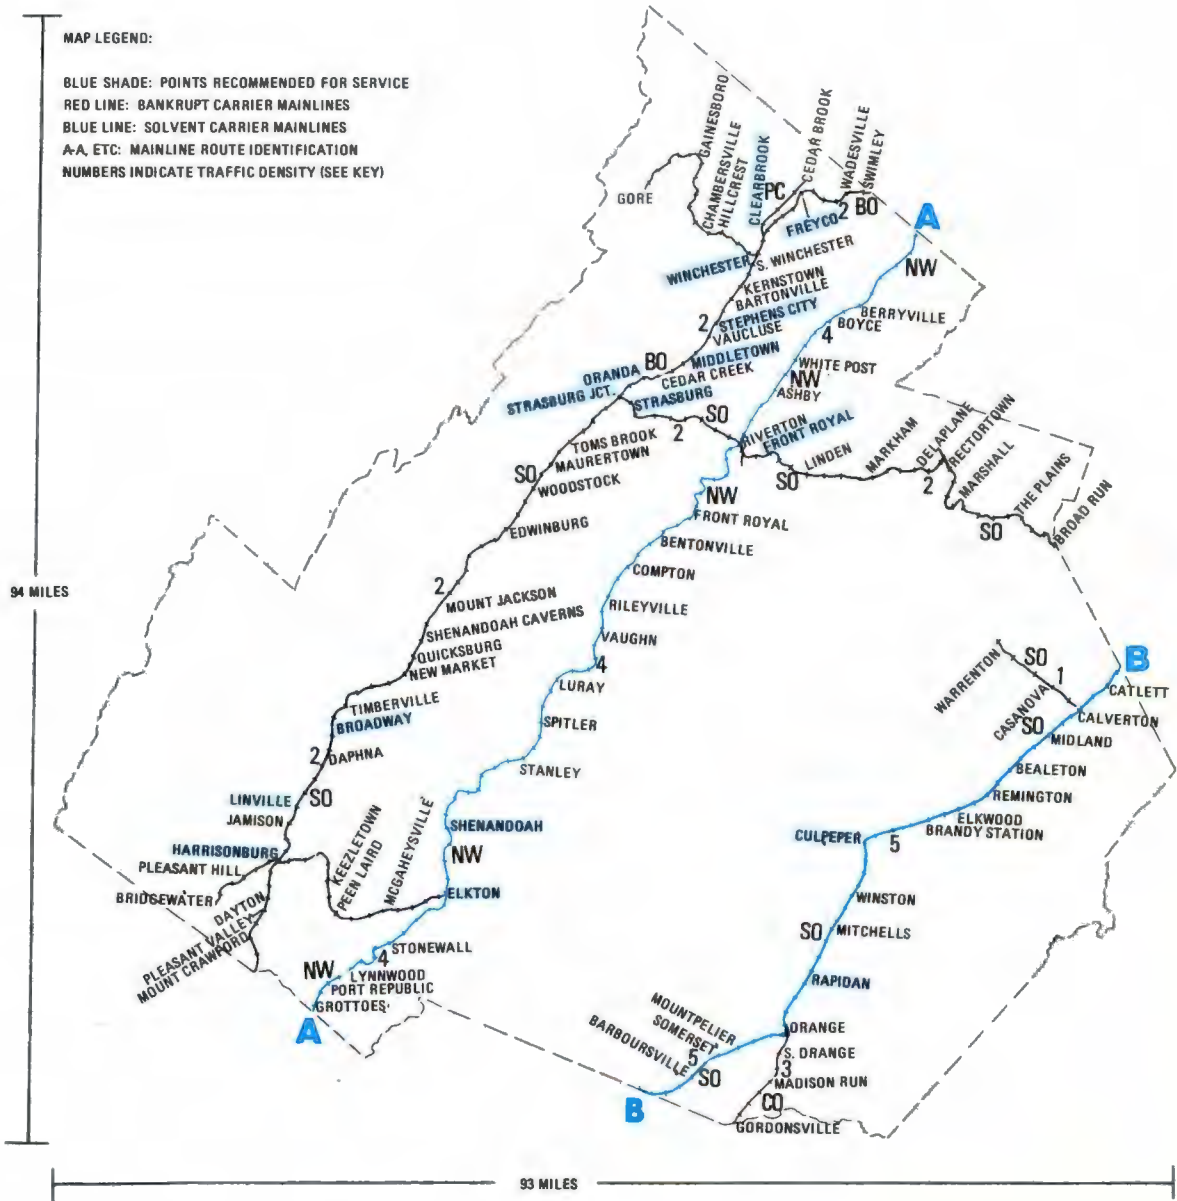 MAP LEGEND:
BLUE SHADE: POINTS RECOMMENDED FOR SERVICE
RED LINE: BANKRUPT CARRIER MAINLINES
BLUE LINE: SOLVENT CARRIER MAINLINES
A-A, ETC: MAINLINE ROUTE IDENTIFICATION
NUMBERS INDICATE TRAFFIC DENSITY (SEE KEY)
GORE
GAINESBORO
CHAMBERSVILLE
HILLCREST
CLEARBROOK
PC
CEDAR BROOK
WADESVILLE
SWIMLEY
FREYCO
2
BO
A
NW
WINCHESTER
S. WINCHESTER
KERNSTOWN
BARTONVILLE
2
STEPHENS CITY
VAUCLUSE
BERRYVILLE
BOYCE
4
BO
MIDDLETOWN
CEDAR CREEK
WHITE POST
NW
ASHBY
ORANDA
STRASBURG JCT.
STRASBURG
SO
2
RIVERTON
FRONT ROYAL
SO
LINDEN
MARKHAM
DELAPLANE
RECTORTOWN
2
MARSHALL
SO
THE PLAINS
BROAD RUN
TOMS BROOK
MAURERTOWN
SO
WOODSTOCK
EDWINBURG
NW
FRONT ROYAL
BENTONVILLE
COMPTON
94 MILES
2
MOUNT JACKSON
RILEYVILLE
SHENANDOAH CAVERNS
VAUGHN
QUICKSBURG
NEW MARKET
4
LURAY
TIMBERVILLE
BROADWAY
SPITLER
2
DAPHNA
STANLEY
WARRENTON
SO
1
CASANOVA
B
CATLETT
CALVERTON
SO
MIDLAND
BEALETON
REMINGTON
ELKWOOD
BRANDY STATION
5
CULPEPER
LINVILLE
SO
JAMISON
SHENANDOAH
HARRISONBURG
PLEASANT HILL
BRIDGEWATER
KEEZLETOWN
PEEN LAIRD
MCGAHEYSVILLE
NW
ELKTON
DAYTON
PLEASANT VALLEY
MOUNT CRAWFORD
STONEWALL
4
NW
LYNNWOOD
PORT REPUBLIC
GROTTOES
A
WINSTON
SO
MITCHELLS
RAPIDAN
MOUNTPELIER
SOMERSET
BARBOURSVILLE
5
SO
ORANGE
S. ORANGE
3
MADISON RUN
CO
B
GORDONSVILLE
93 MILES